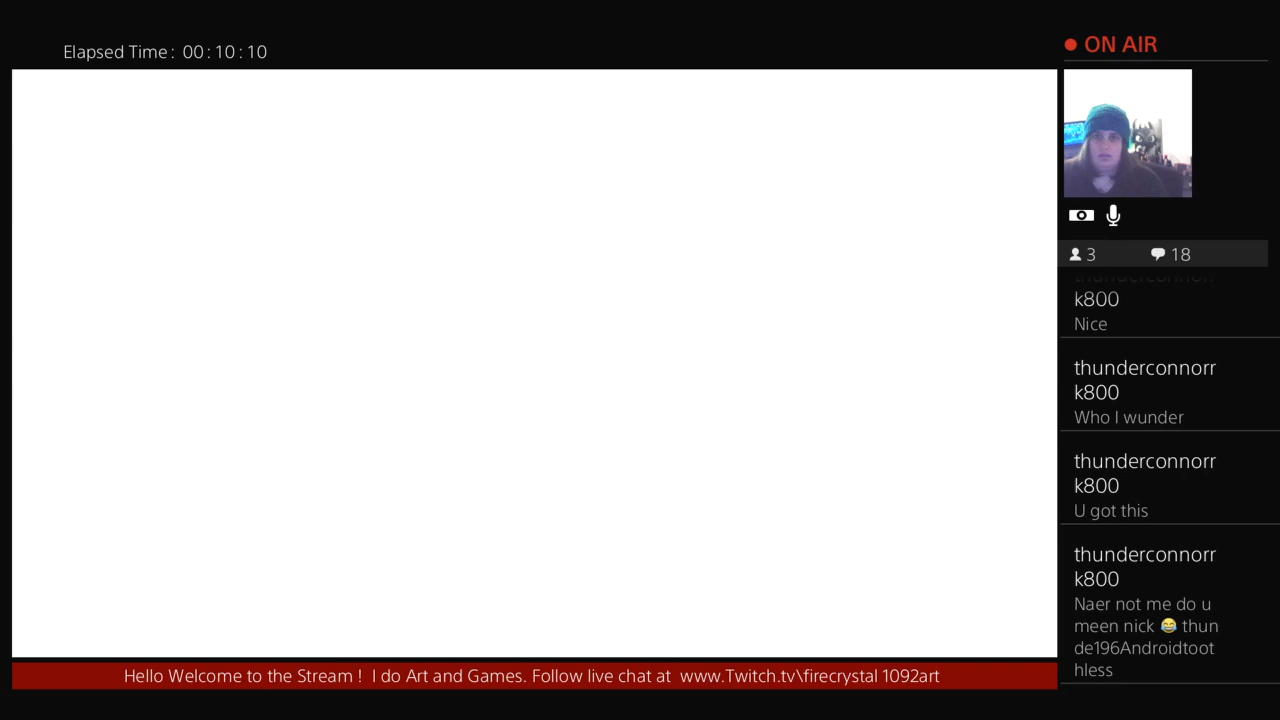 Elapsed Time: 00:10:10
ON AIR
3 18
k800
Nice
thunderconnorr
k800
Who I wunder
thunderconnorr
k800
U got this
thunderconnorr
k800
Naer not me do u
meen nick 😂 thun
de196Androidtoot
hless
Hello Welcome to the Stream ! I do Art and Games. Follow live chat at www.Twitch.tv\firecrystal1092art